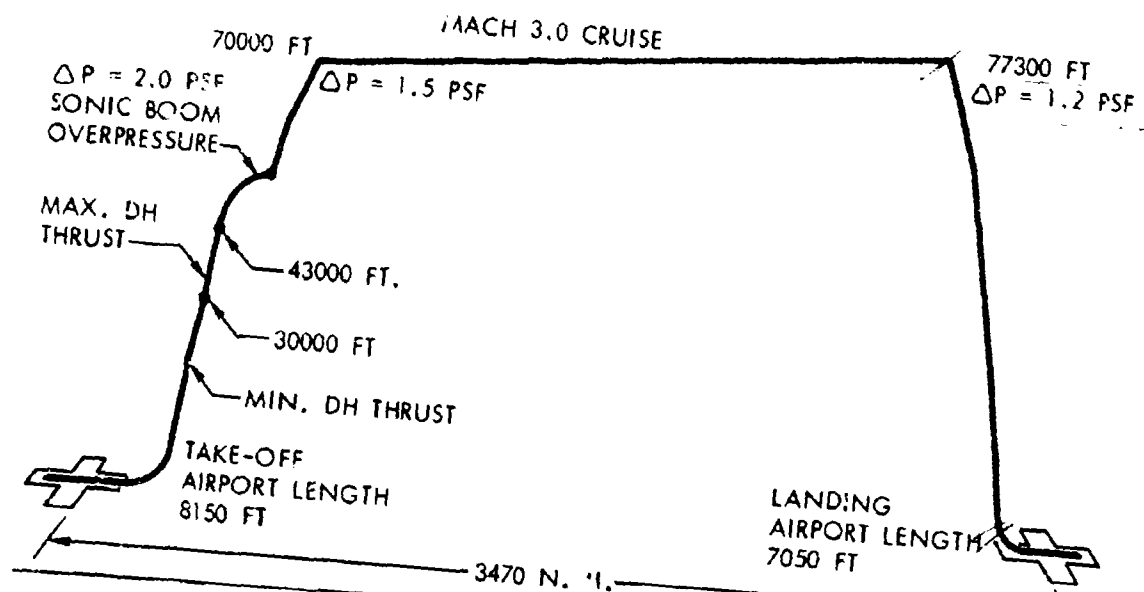 MACH 3.0 CRUISE
70000 FT
ΔP = 2.0 PSF
SONIC BOOM
OVERPRESSURE
ΔP = 1.5 PSF
77300 FT
ΔP = 1.2 PSF
MAX. DH
THRUST
43000 FT.
30000 FT
MIN. DH THRUST
TAKE-OFF
AIRPORT LENGTH
8150 FT
LANDING
AIRPORT LENGTH
7050 FT
3470 N.